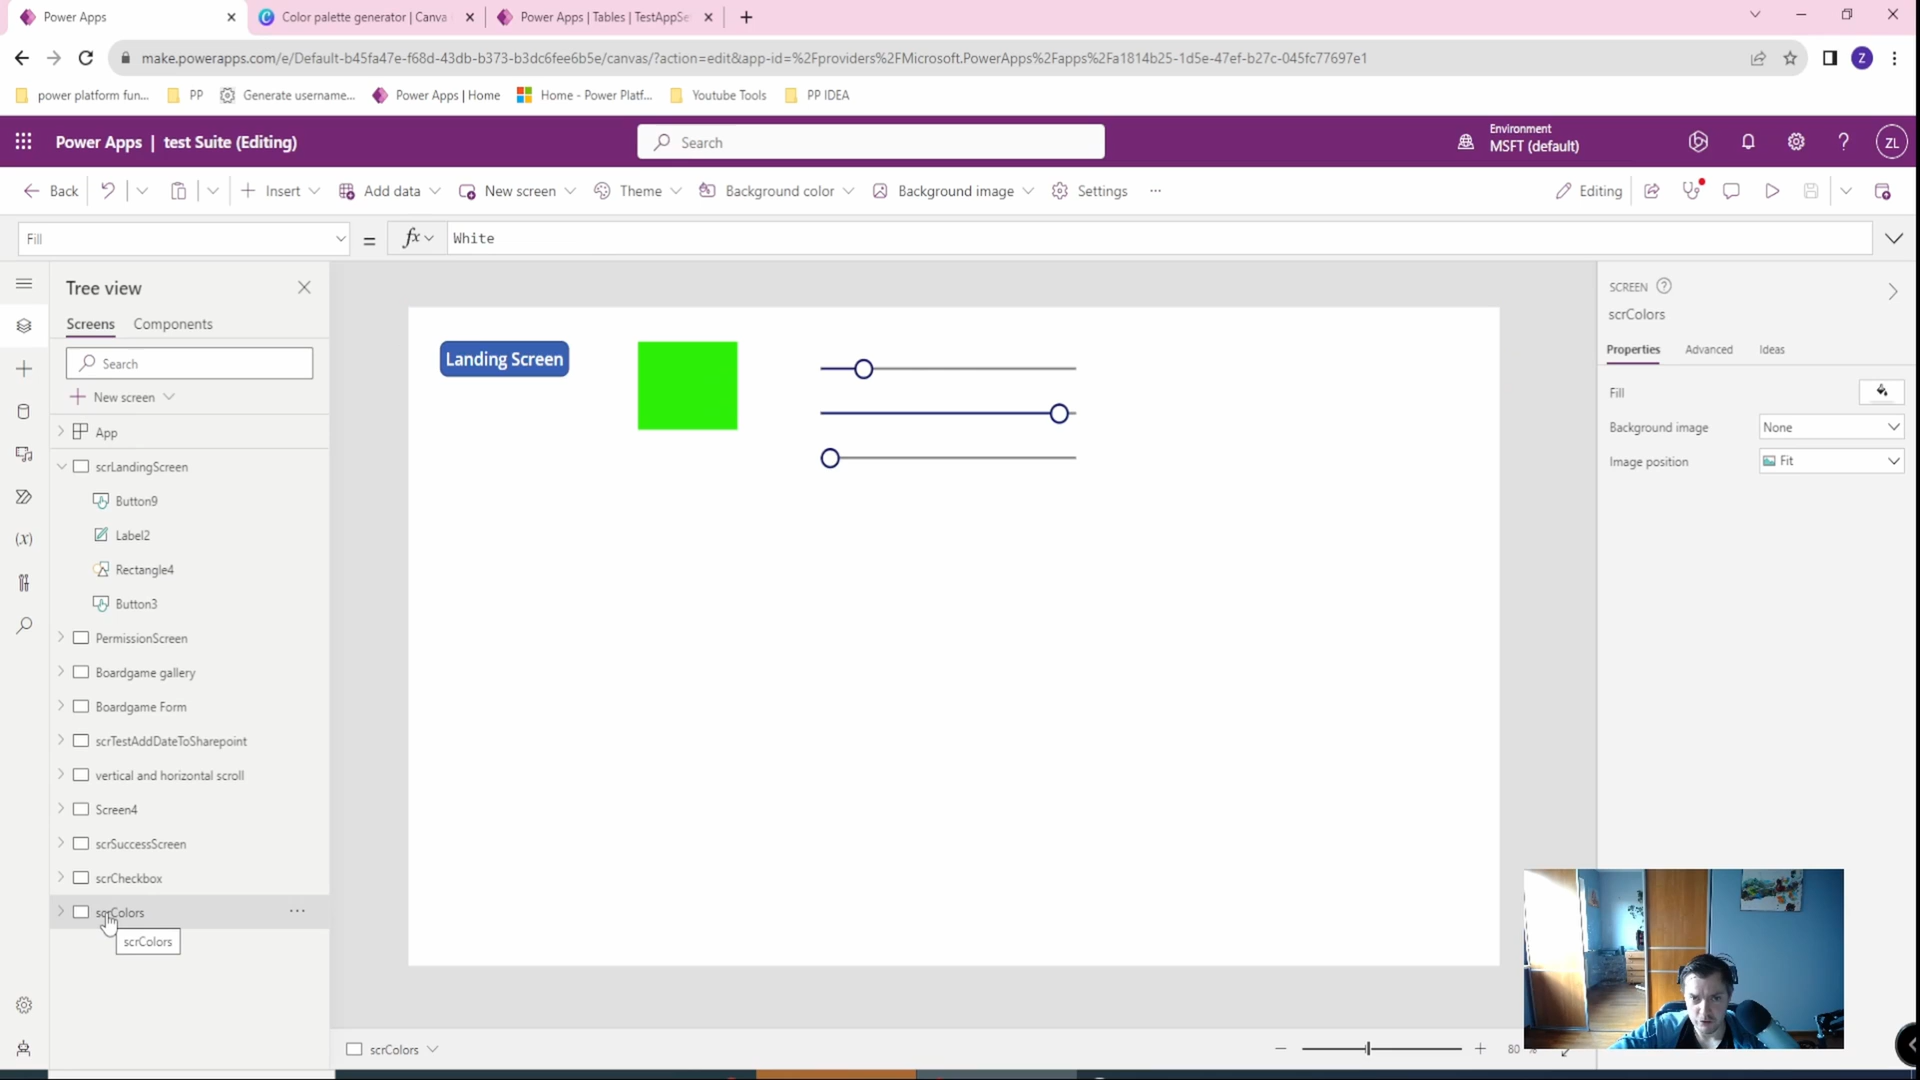 Power Apps
Color palette generator | Canva
Power Apps | Tables | TestAppSe
make.powerapps.com/e/Default-b45fa47e-f68d-43db-b373-b3dc6fee6b5e/canvas/?action=edit&app-id=%2Fproviders%2FMicrosoft.PowerApps%2Fapps%2Fa1814b25-1d5e-47ef-b27c-045fc77697e1
Z
power platform fun...
PP
Generate username...
Power Apps | Home
Home - Power Platf...
Youtube Tools
PP IDEA
Power Apps | test Suite (Editing)
Search
Environment
MSFT (default)
ZL
Back
Insert
Add data
New screen
Theme
Background color
Background image
Settings
Editing
Fill
=
fx
White
Tree view
Screens
Components
Search
New screen
App
scrLandingScreen
Button9
Label2
Rectangle4
Button3
PermissionScreen
Boardgame gallery
Boardgame Form
scrTestAddDateToSharepoint
vertical and horizontal scroll
Screen4
scrSuccessScreen
scrCheckbox
scrColors
scrColors
Landing Screen
SCREEN
scrColors
Properties
Advanced
Ideas
Fill
Background image
None
Image position
Fit
scrColors
80 %